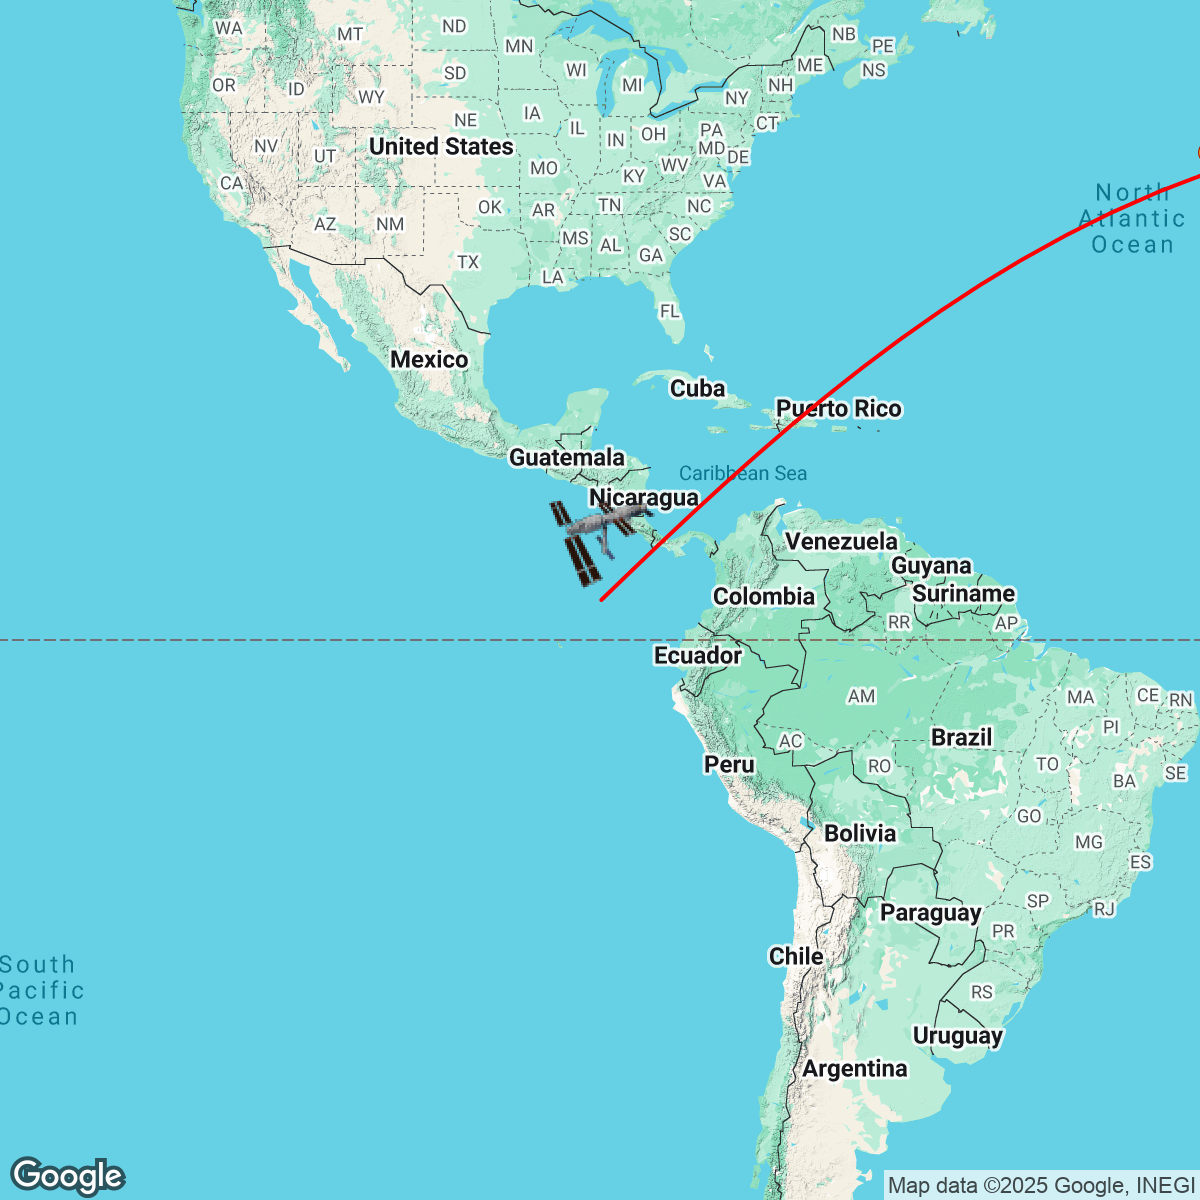 WA
MT
ND
MN
NB
PE
NS
ME
OR
ID
SD
WI
MI
NH
WY
NY
NE
IA
IL
IN
OH
PA
CT
NV
UT
United States
MO
WV
MD
DE
CA
KY
VA
AZ
NM
OK
AR
TN
NC
North
Atlantic
Ocean
MS
AL
GA
SC
TX
LA
FL
Mexico
Cuba
Puerto Rico
Guatemala
Caribbean Sea
Nicaragua
Venezuela
Guyana
Colombia
Suriname
RR
AP
Ecuador
AM
MA
CE
RN
PI
AC
Brazil
Peru
RO
TO
BA
SE
GO
Bolivia
MG
ES
SP
RJ
Paraguay
PR
Chile
South
Pacific
Ocean
RS
Uruguay
Argentina
Google
Map data ©2025 Google, INEGI